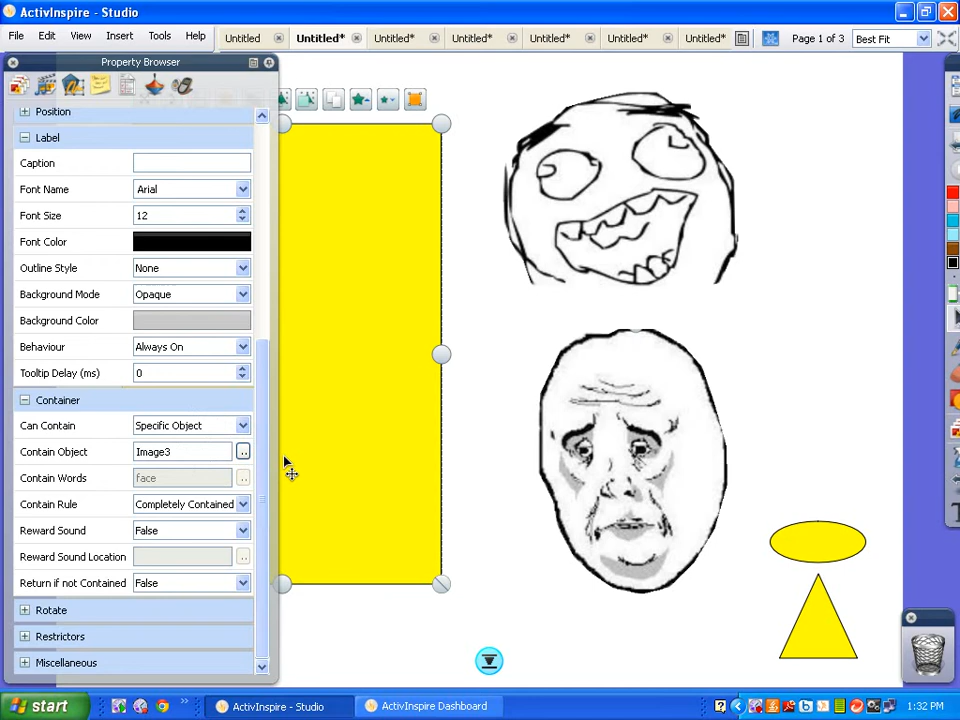 ActivInspire - Studio
File Edit View Insert Tools Help
Untitled Untitled* Untitled* Untitled* Untitled* Untitled* Untitled*
Page 1 of 3 Best Fit
Property Browser
Position
Label
Caption
Font Name Arial
Font Size 12
Font Color
Outline Style None
Background Mode Opaque
Background Color
Behaviour Always On
Tooltip Delay (ms) 0
Container
Can Contain Specific Object
Contain Object Image3 ..
Contain Words face ..
Contain Rule Completely Contained
Reward Sound False
Reward Sound Location ..
Return if not Contained False
Rotate
Restrictors
Miscellaneous
start ActivInspire - Studio ActivInspire Dashboard 1:32 PM